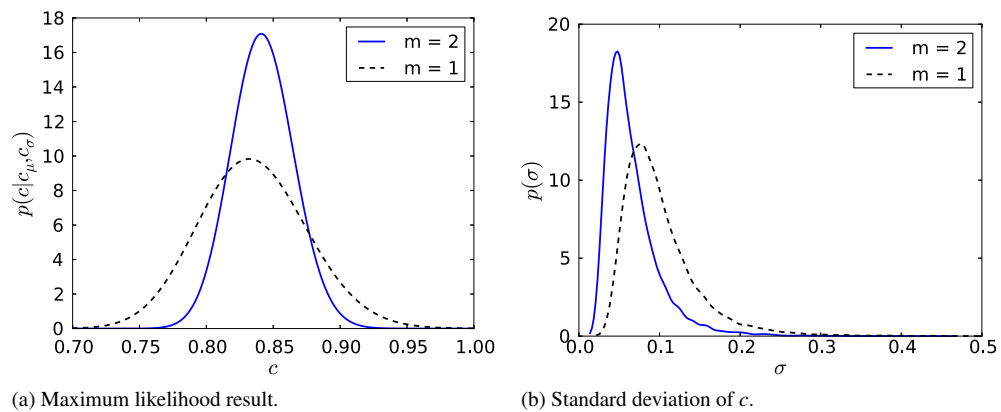 18
16
14
12
10
8
6
4
2
0
p(c|c_μ,c_σ)
m = 2
m = 1
0.70 0.75 0.80 0.85 0.90 0.95 1.00
c
(a) Maximum likelihood result.
20
15
10
5
0
p(σ)
m = 2
m = 1
0.0 0.1 0.2 0.3 0.4 0.5
σ
(b) Standard deviation of c.